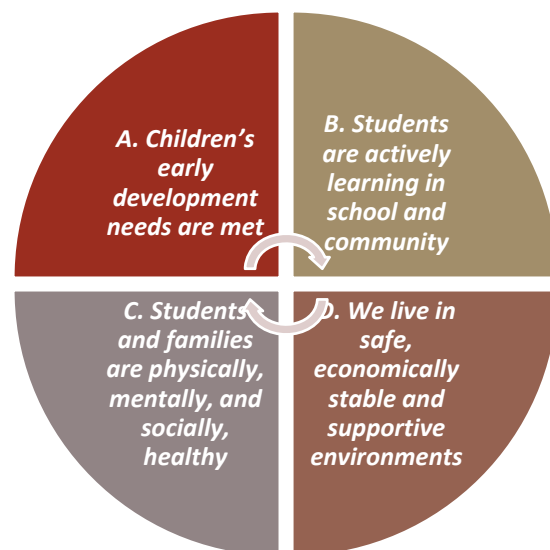 A. Children's
early
development
needs are met
B. Students
are actively
learning in
school and
community
C. Students
and families
are physically,
mentally, and
socially,
healthy
D. We live in
safe,
economically
stable and
supportive
environments